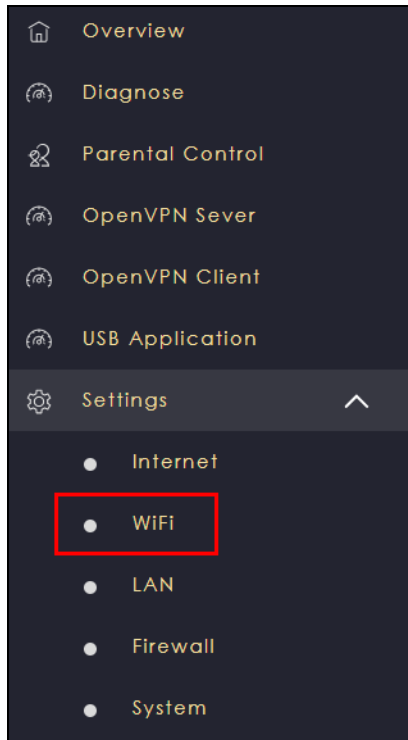 Overview
Diagnose
Parental Control
OpenVPN Sever
OpenVPN Client
USB Application
Settings
Internet
WiFi
LAN
Firewall
System